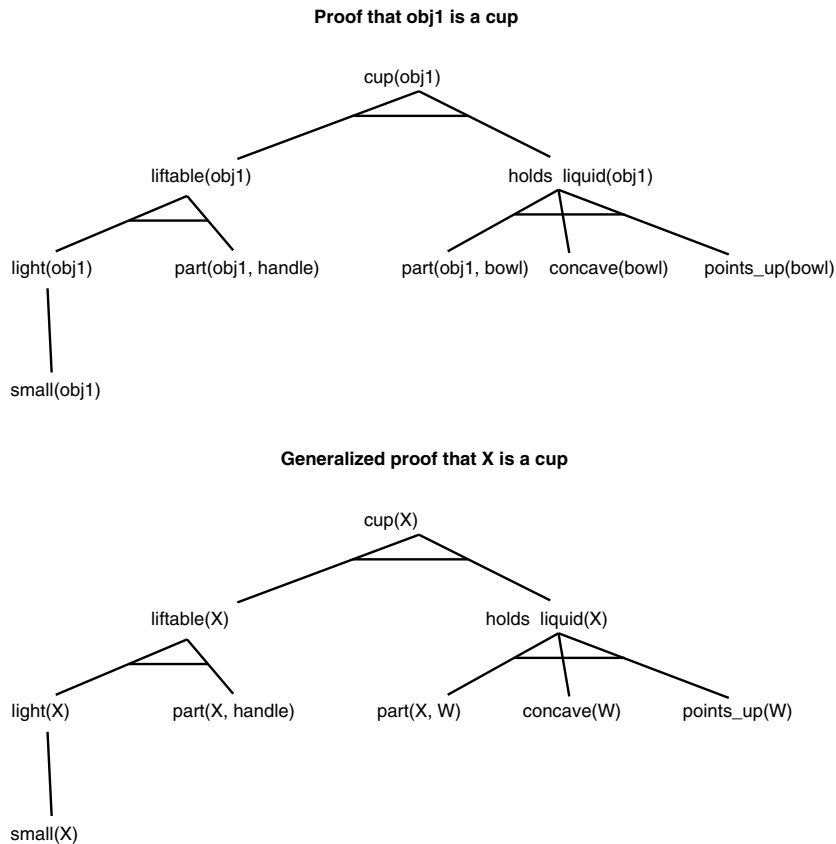 Proof that obj1 is a cup
cup(obj1)
liftable(obj1) holds liquid(obj1)
light(obj1) part(obj1, handle) part(obj1, bowl) concave(bowl) points_up(bowl)
small(obj1)
Generalized proof that X is a cup
cup(X)
liftable(X) holds liquid(X)
light(X) part(X, handle) part(X, W) concave(W) points_up(W)
small(X)